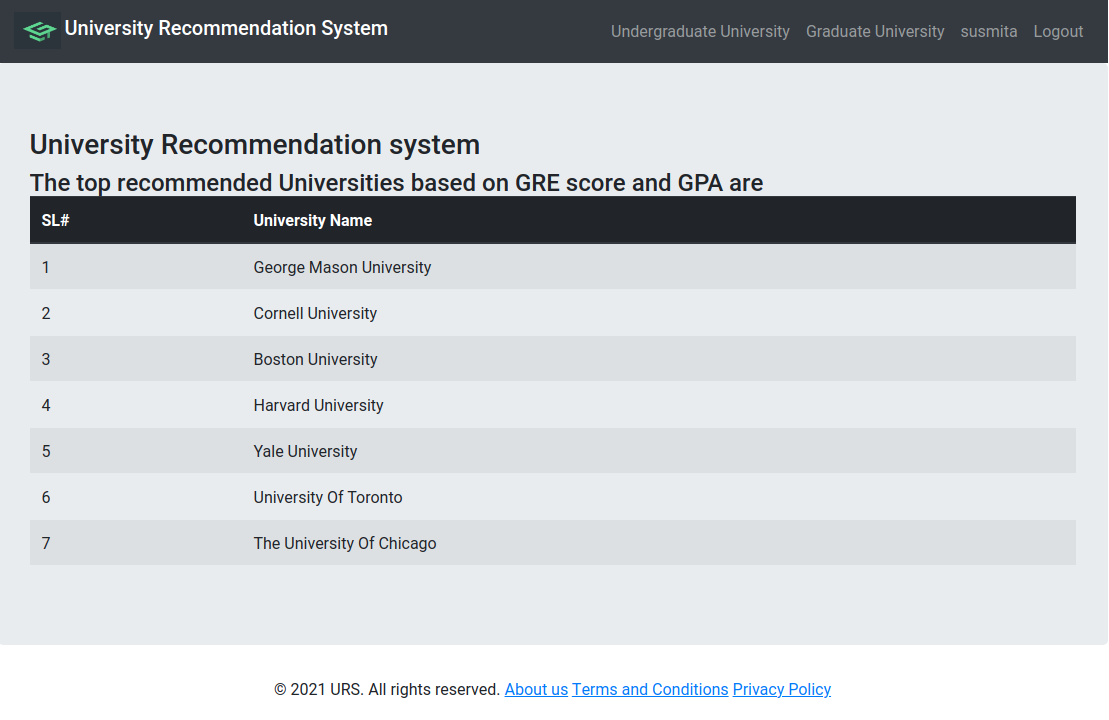 University Recommendation System
Undergraduate University Graduate University susmita Logout
University Recommendation system
The top recommended Universities based on GRE score and GPA are
SL# University Name
1 George Mason University
2 Cornell University
3 Boston University
4 Harvard University
5 Yale University
6 University Of Toronto
7 The University Of Chicago
© 2021 URS. All rights reserved. About us Terms and Conditions Privacy Policy